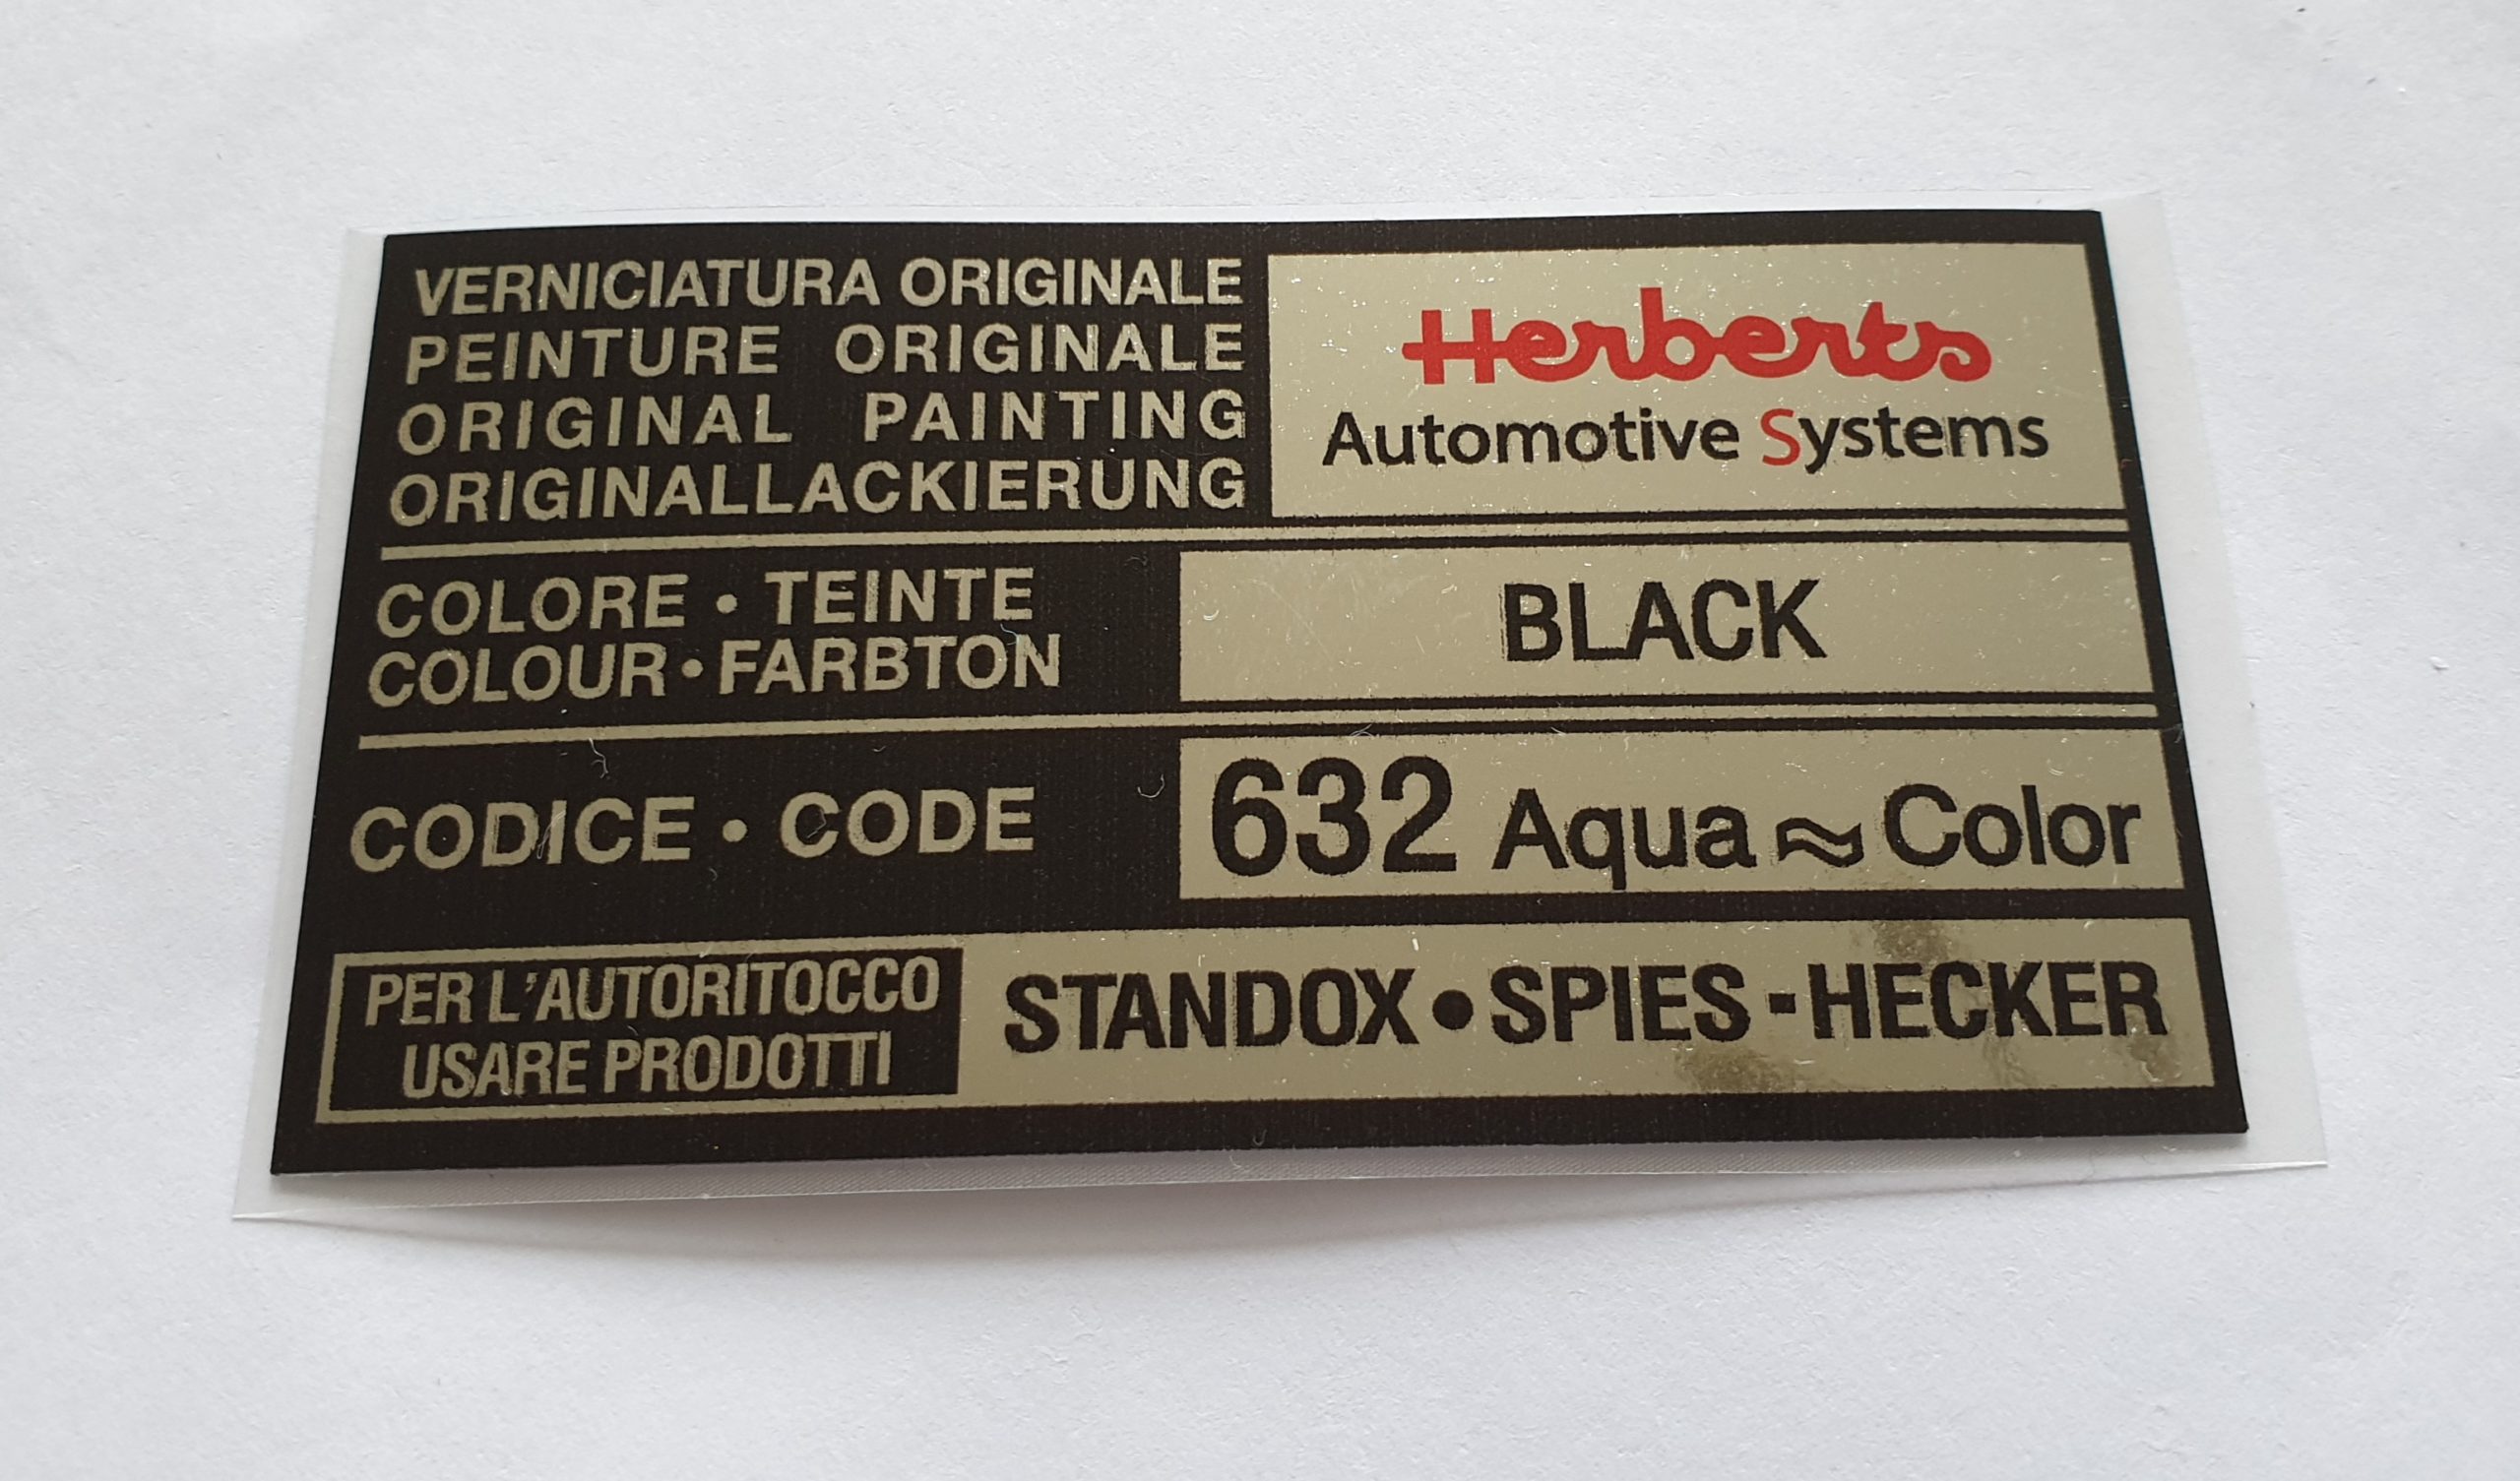 VERNICIATURA ORIGINALE
PEINTURE ORIGINALE
ORIGINAL PAINTING
ORIGINALLACKIERUNG
Herberts
Automotive Systems
COLORE • TEINTE
COLOUR • FARBTON
BLACK
CODICE • CODE
632 Aqua ≈ Color
PER L'AUTORITOCCO
USARE PRODOTTI
STANDOX • SPIES-HECKER